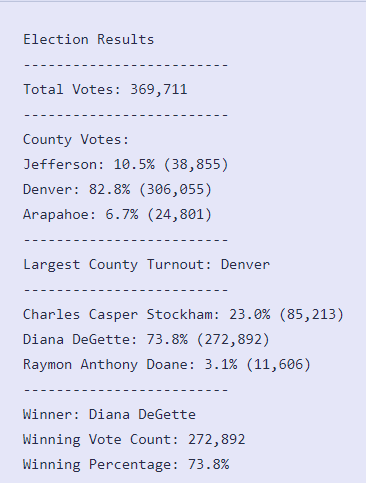 Election Results
-------------------------
Total Votes: 369,711
-------------------------
County Votes:
Jefferson: 10.5% (38,855)
Denver: 82.8% (306,055)
Arapahoe: 6.7% (24,801)
-------------------------
Largest County Turnout: Denver
-------------------------
Charles Casper Stockham: 23.0% (85,213)
Diana DeGette: 73.8% (272,892)
Raymon Anthony Doane: 3.1% (11,606)
-------------------------
Winner: Diana DeGette
Winning Vote Count: 272,892
Winning Percentage: 73.8%